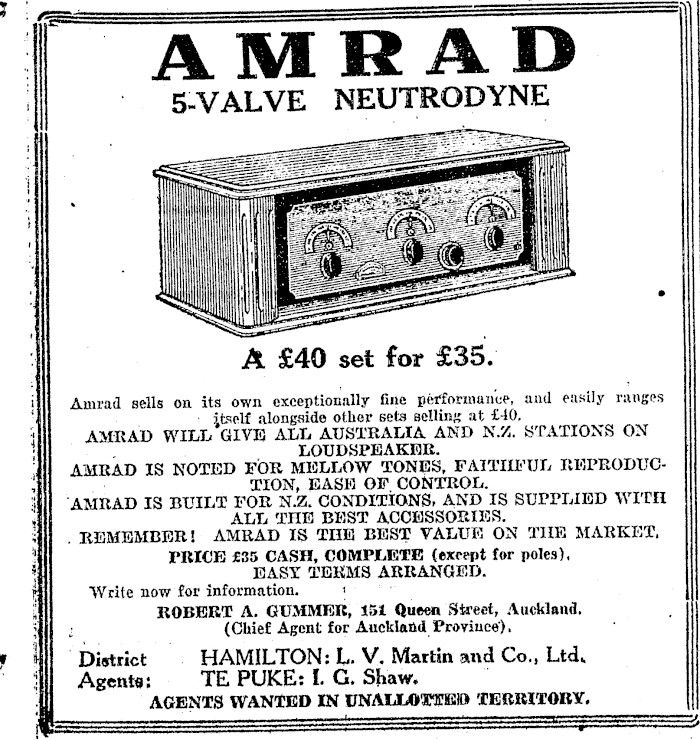 AMRAD
5-VALVE NEUTRODYNE
A £40 set for £35.
Amrad sells on its own exceptionally fine performance, and easily ranges
itself alongside other sets selling at £40.
AMRAD WILL GIVE ALL AUSTRALIA AND N.Z. STATIONS ON
LOUDSPEAKER.
AMRAD IS NOTED FOR MELLOW TONES, FAITHFUL REPRODUC-
TION, EASE OF CONTROL.
AMRAD IS BUILT FOR N.Z. CONDITIONS, AND IS SUPPLIED WITH
ALL THE BEST ACCESSORIES.
REMEMBER! AMRAD IS THE BEST VALUE ON THE MARKET.
PRICE £35 CASH, COMPLETE (except for poles).
EASY TERMS ARRANGED.
Write now for information.
ROBERT A. GUMMER, 151 Queen Street, Auckland.
(Chief Agent for Auckland Province).
District HAMILTON: L. V. Martin and Co., Ltd.
Agents: TE PUKE: I. G. Shaw.
AGENTS WANTED IN UNALLOTTED TERRITORY.